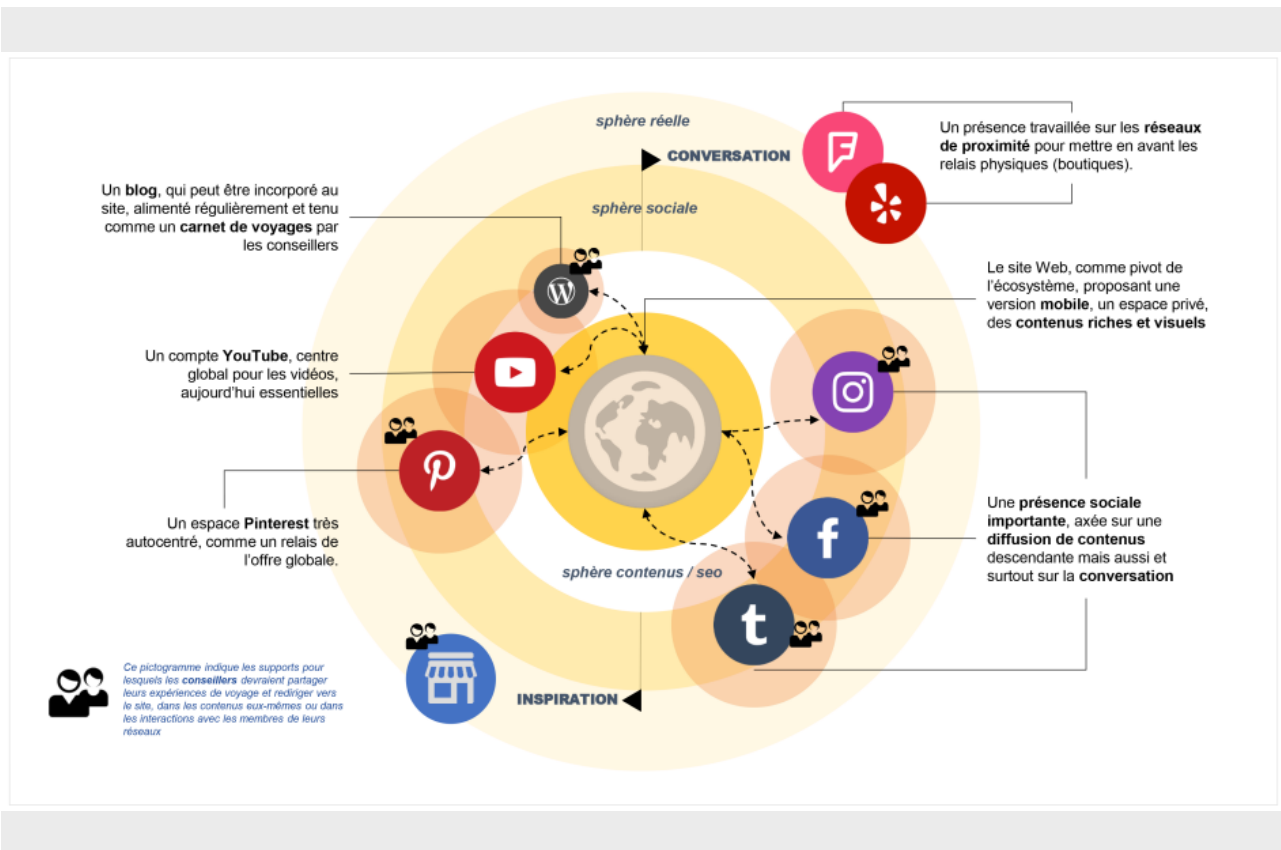 sphère réelle
CONVERSATION
Un présence travaillée sur les réseaux
de proximité pour mettre en avant les
relais physiques (boutiques).
Un blog, qui peut être incorporé au
site, alimenté régulièrement et tenu
comme un carnet de voyages par
les conseillers
sphère sociale
Le site Web, comme pivot de
l'écosystème, proposant une
version mobile, un espace privé,
des contenus riches et visuels
Un compte YouTube, centre
global pour les vidéos,
aujourd'hui essentielles
Un espace Pinterest très
autocentré, comme un relais de
l'offre globale.
Une présence sociale
importante, axée sur une
diffusion de contenus
descendante mais aussi et
surtout sur la conversation
sphère contenus / seo
INSPIRATION
Ce pictogramme indique les supports pour
lesquels les conseillers devraient partager
leurs expériences de voyage et rediriger vers
le site, dans les contenus eux-mêmes ou dans
les interactions avec les membres de leurs
réseaux